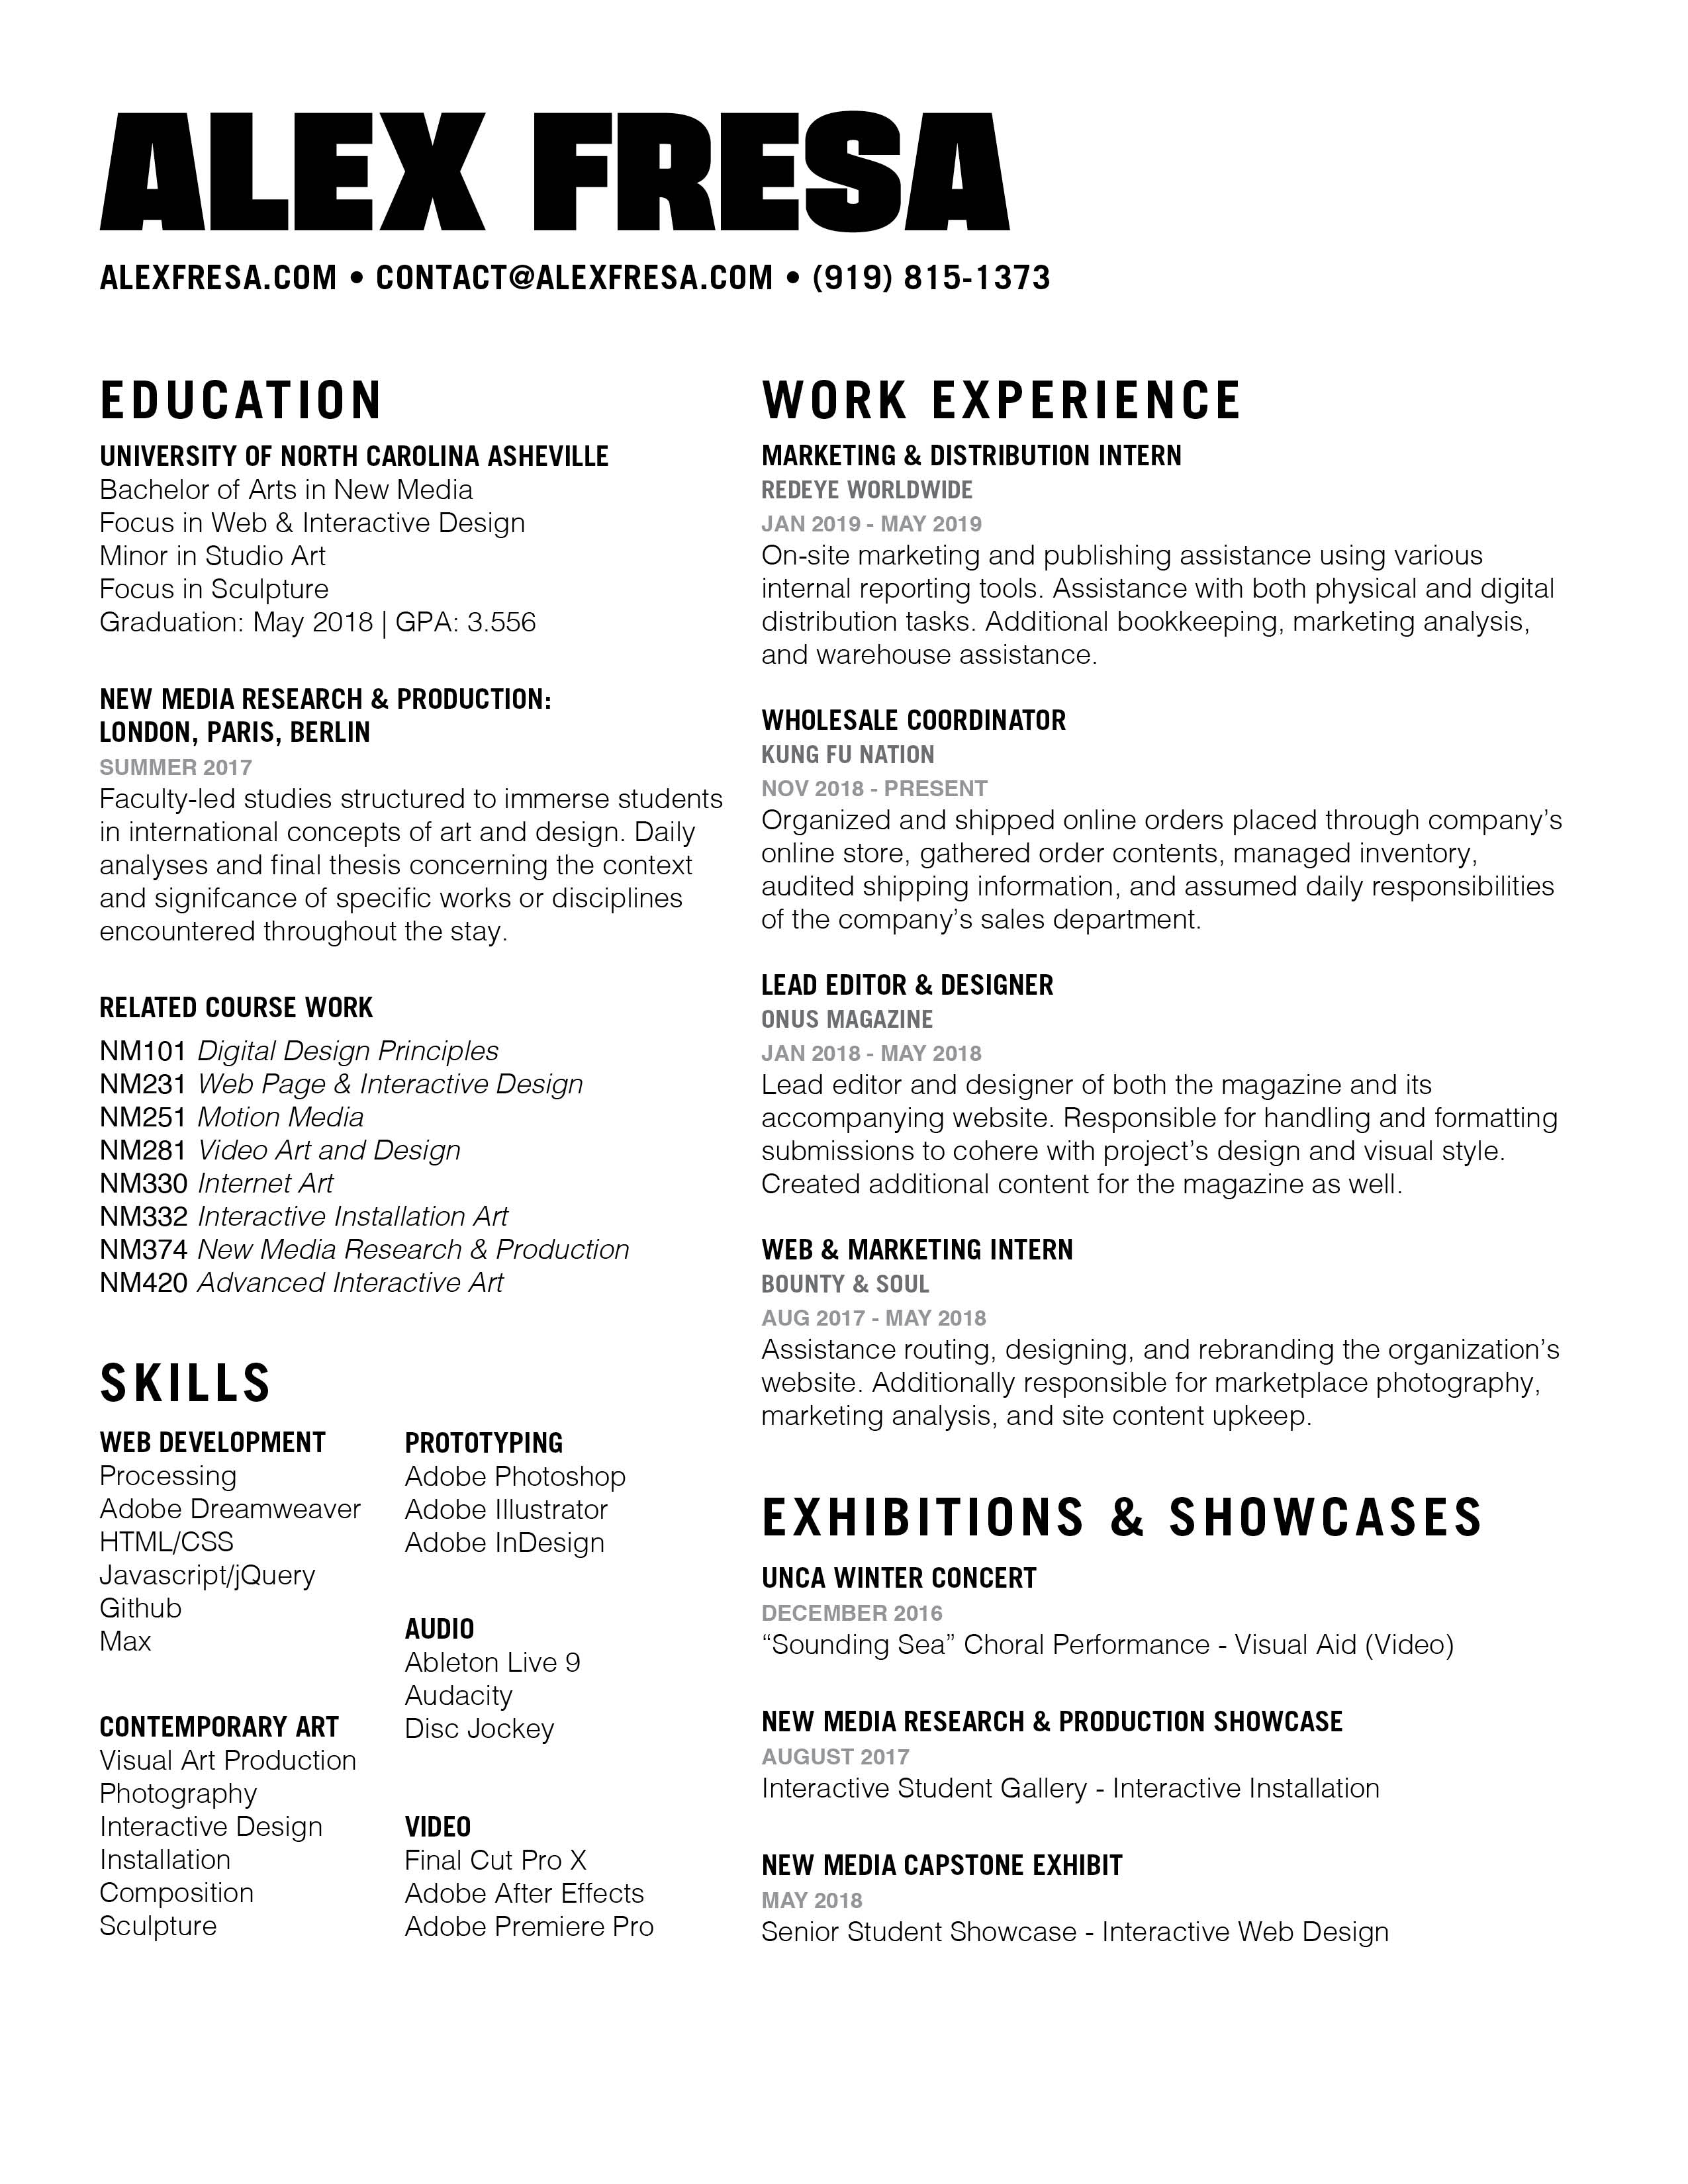 ALEX FRESA
ALEXFRESA.COM • CONTACT@ALEXFRESA.COM • (919) 815-1373
EDUCATION
UNIVERSITY OF NORTH CAROLINA ASHEVILLE
Bachelor of Arts in New Media
Focus in Web & Interactive Design
Minor in Studio Art
Focus in Sculpture
Graduation: May 2018 | GPA: 3.556
NEW MEDIA RESEARCH & PRODUCTION:
LONDON, PARIS, BERLIN
SUMMER 2017
Faculty-led studies structured to immerse students
in international concepts of art and design. Daily
analyses and final thesis concerning the context
and signifcance of specific works or disciplines
encountered throughout the stay.
RELATED COURSE WORK
NM101 Digital Design Principles
NM231 Web Page & Interactive Design
NM251 Motion Media
NM281 Video Art and Design
NM330 Internet Art
NM332 Interactive Installation Art
NM374 New Media Research & Production
NM420 Advanced Interactive Art
SKILLS
WEB DEVELOPMENT
Processing
Adobe Dreamweaver
HTML/CSS
Javascript/jQuery
Github
Max
CONTEMPORARY ART
Visual Art Production
Photography
Interactive Design
Installation
Composition
Sculpture
PROTOTYPING
Adobe Photoshop
Adobe Illustrator
Adobe InDesign
AUDIO
Ableton Live 9
Audacity
Disc Jockey
VIDEO
Final Cut Pro X
Adobe After Effects
Adobe Premiere Pro
WORK EXPERIENCE
MARKETING & DISTRIBUTION INTERN
REDEYE WORLDWIDE
JAN 2019 - MAY 2019
On-site marketing and publishing assistance using various
internal reporting tools. Assistance with both physical and digital
distribution tasks. Additional bookkeeping, marketing analysis,
and warehouse assistance.
WHOLESALE COORDINATOR
KUNG FU NATION
NOV 2018 - PRESENT
Organized and shipped online orders placed through company’s
online store, gathered order contents, managed inventory,
audited shipping information, and assumed daily responsibilities
of the company’s sales department.
LEAD EDITOR & DESIGNER
ONUS MAGAZINE
JAN 2018 - MAY 2018
Lead editor and designer of both the magazine and its
accompanying website. Responsible for handling and formatting
submissions to cohere with project’s design and visual style.
Created additional content for the magazine as well.
WEB & MARKETING INTERN
BOUNTY & SOUL
AUG 2017 - MAY 2018
Assistance routing, designing, and rebranding the organization’s
website. Additionally responsible for marketplace photography,
marketing analysis, and site content upkeep.
EXHIBITIONS & SHOWCASES
UNCA WINTER CONCERT
DECEMBER 2016
“Sounding Sea” Choral Performance - Visual Aid (Video)
NEW MEDIA RESEARCH & PRODUCTION SHOWCASE
AUGUST 2017
Interactive Student Gallery - Interactive Installation
NEW MEDIA CAPSTONE EXHIBIT
MAY 2018
Senior Student Showcase - Interactive Web Design